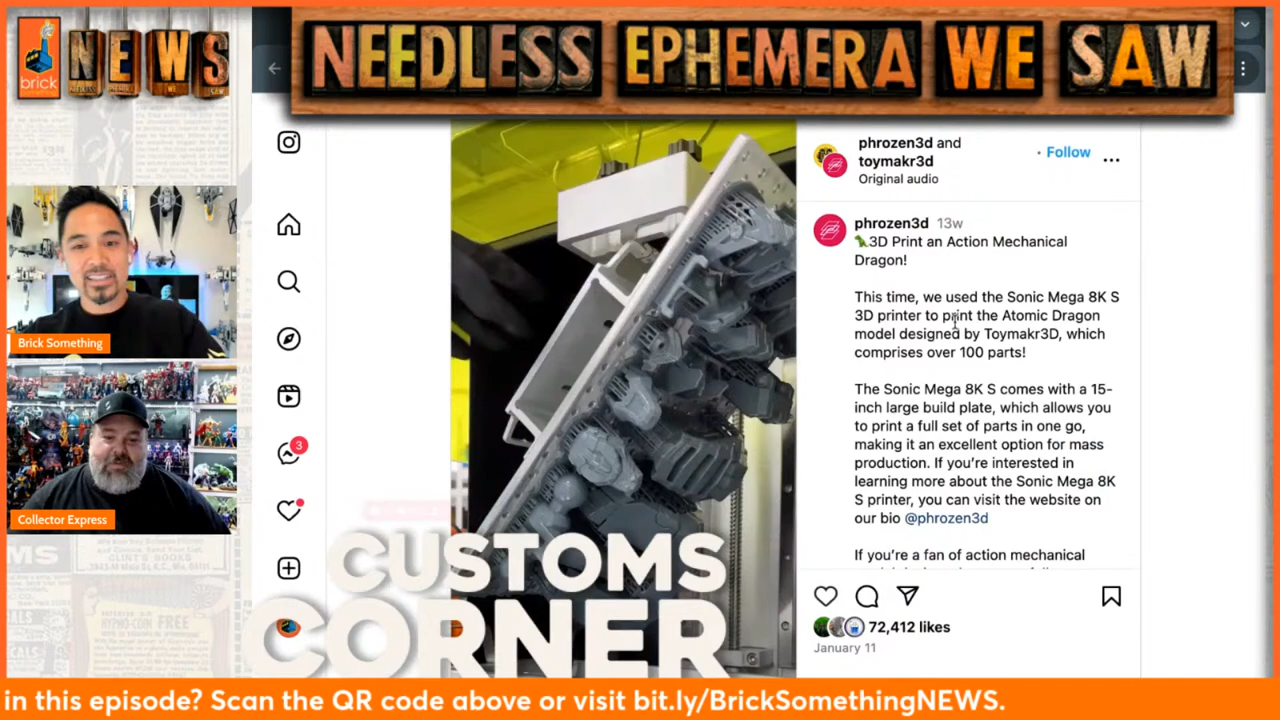 brick
NEWS
NEEDLESS EPHEMERA WE SAW
phrozen3d and
toymakr3d
Original audio
• Follow
phrozen3d 13w
🦖3D Print an Action Mechanical
Dragon!
This time, we used the Sonic Mega 8K S
3D printer to print the Atomic Dragon
model designed by Toymakr3D, which
comprises over 100 parts!
The Sonic Mega 8K S comes with a 15-
inch large build plate, which allows you
to print a full set of parts in one go,
making it an excellent option for mass
production. If you're interested in
learning more about the Sonic Mega 8K
S printer, you can visit the website on
our bio @phrozen3d
If you're a fan of action mechanical
72,412 likes
January 11
3
Brick Something
Collector Express
CUSTOMS
CORNER
HYPNO-COIN FREE
in this episode? Scan the QR code above or visit bit.ly/BrickSomethingNEWS.